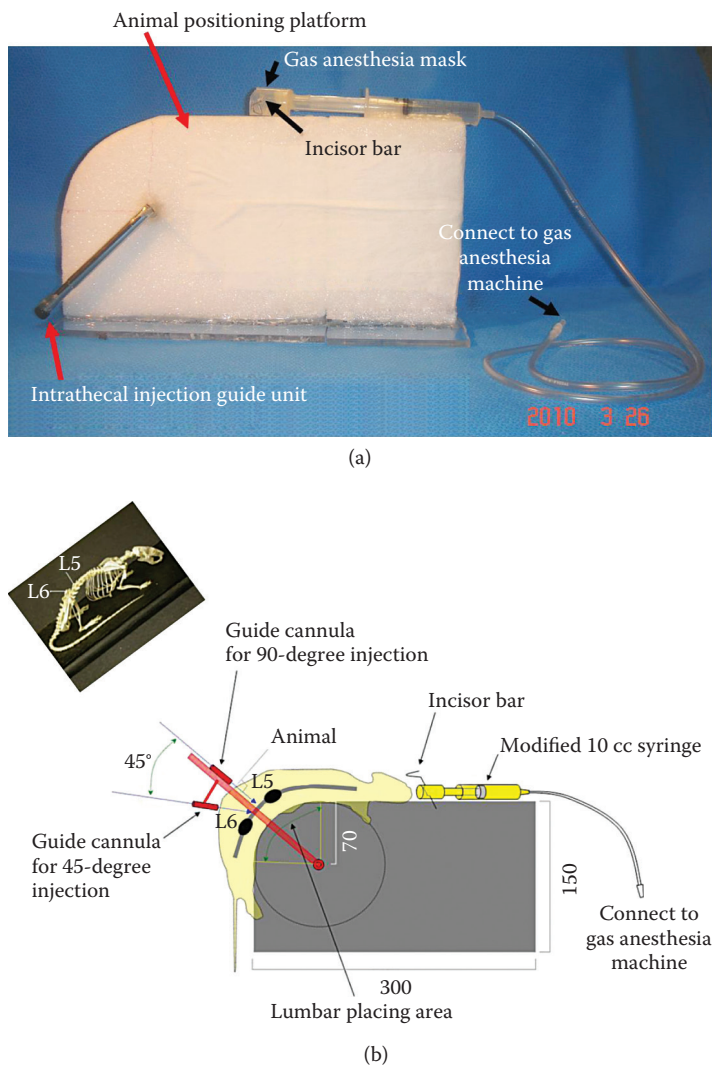 Animal positioning platform
Gas anesthesia mask
Incisor bar
Connect to gas
anesthesia
machine
Intrathecal injection guide unit
2010 3 26
(a)
L5
L6
Guide cannula
for 90-degree injection
Incisor bar
Modified 10 cc syringe
Animal
45°
L5
L6
Guide cannula
for 45-degree
injection
70
150
Connect to
gas anesthesia
machine
300
Lumbar placing area
(b)